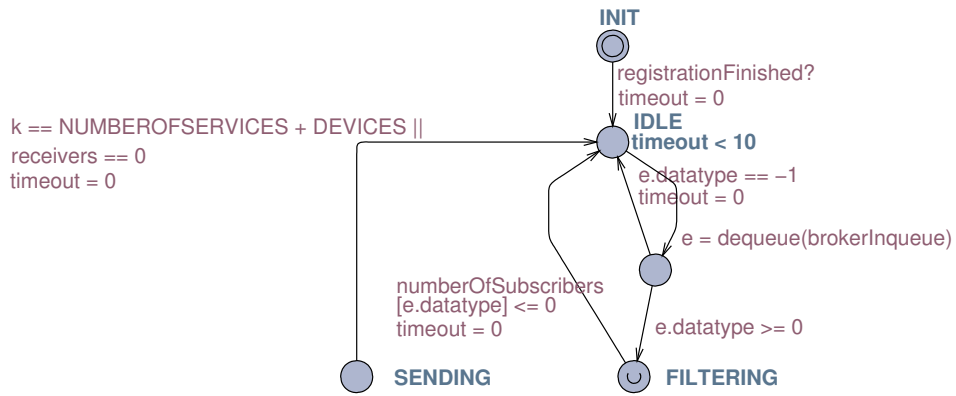 INIT
registrationFinished?
timeout = 0
k == NUMBEROFSERVICES + DEVICES ||
receivers == 0
timeout = 0
IDLE
timeout < 10
e.datatype == −1
timeout = 0
e = dequeue(brokerInqueue)
numberOfSubscribers
[e.datatype] <= 0
timeout = 0
e.datatype >= 0
SENDING
FILTERING